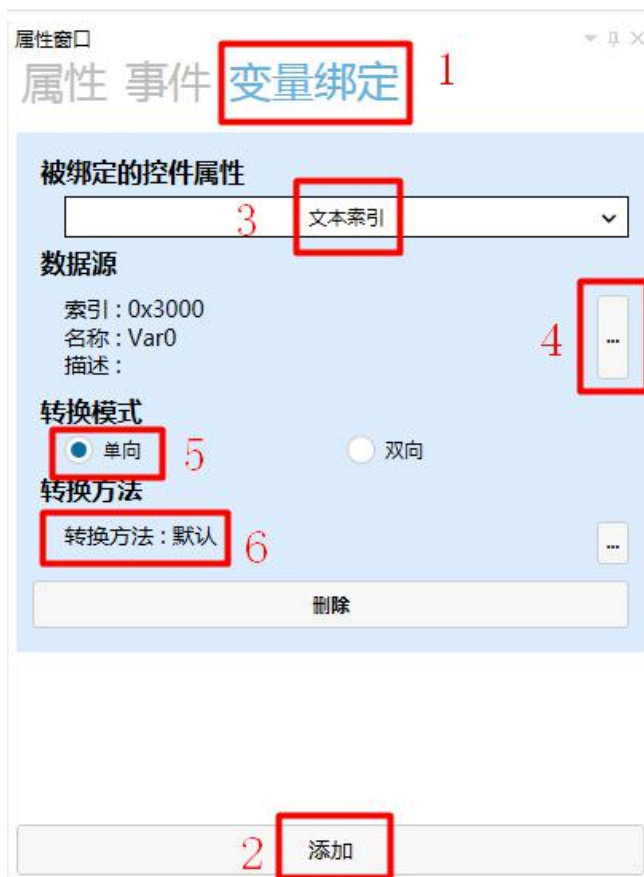 属性窗口
属性 事件 变量绑定 1
被绑定的控件属性
3 文本索引
数据源
索引 : 0x3000
名称 : Var0
描述 :
4 ...
转换模式
单向 5 双向
转换方法
转换方法 : 默认 6 ...
删除
2 添加